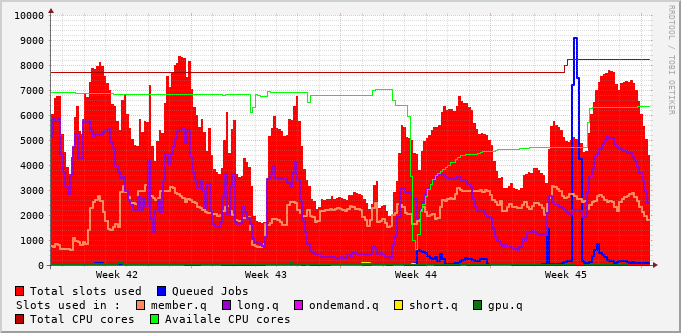 10000
9000
8000
7000
6000
5000
4000
3000
2000
1000
0
Week 42 Week 43 Week 44 Week 45
Total slots used Queued Jobs
Slots used in : member.q long.q ondemand.q short.q gpu.q
Total CPU cores Availale CPU cores
RRDTOOL / TOBI OETIKER